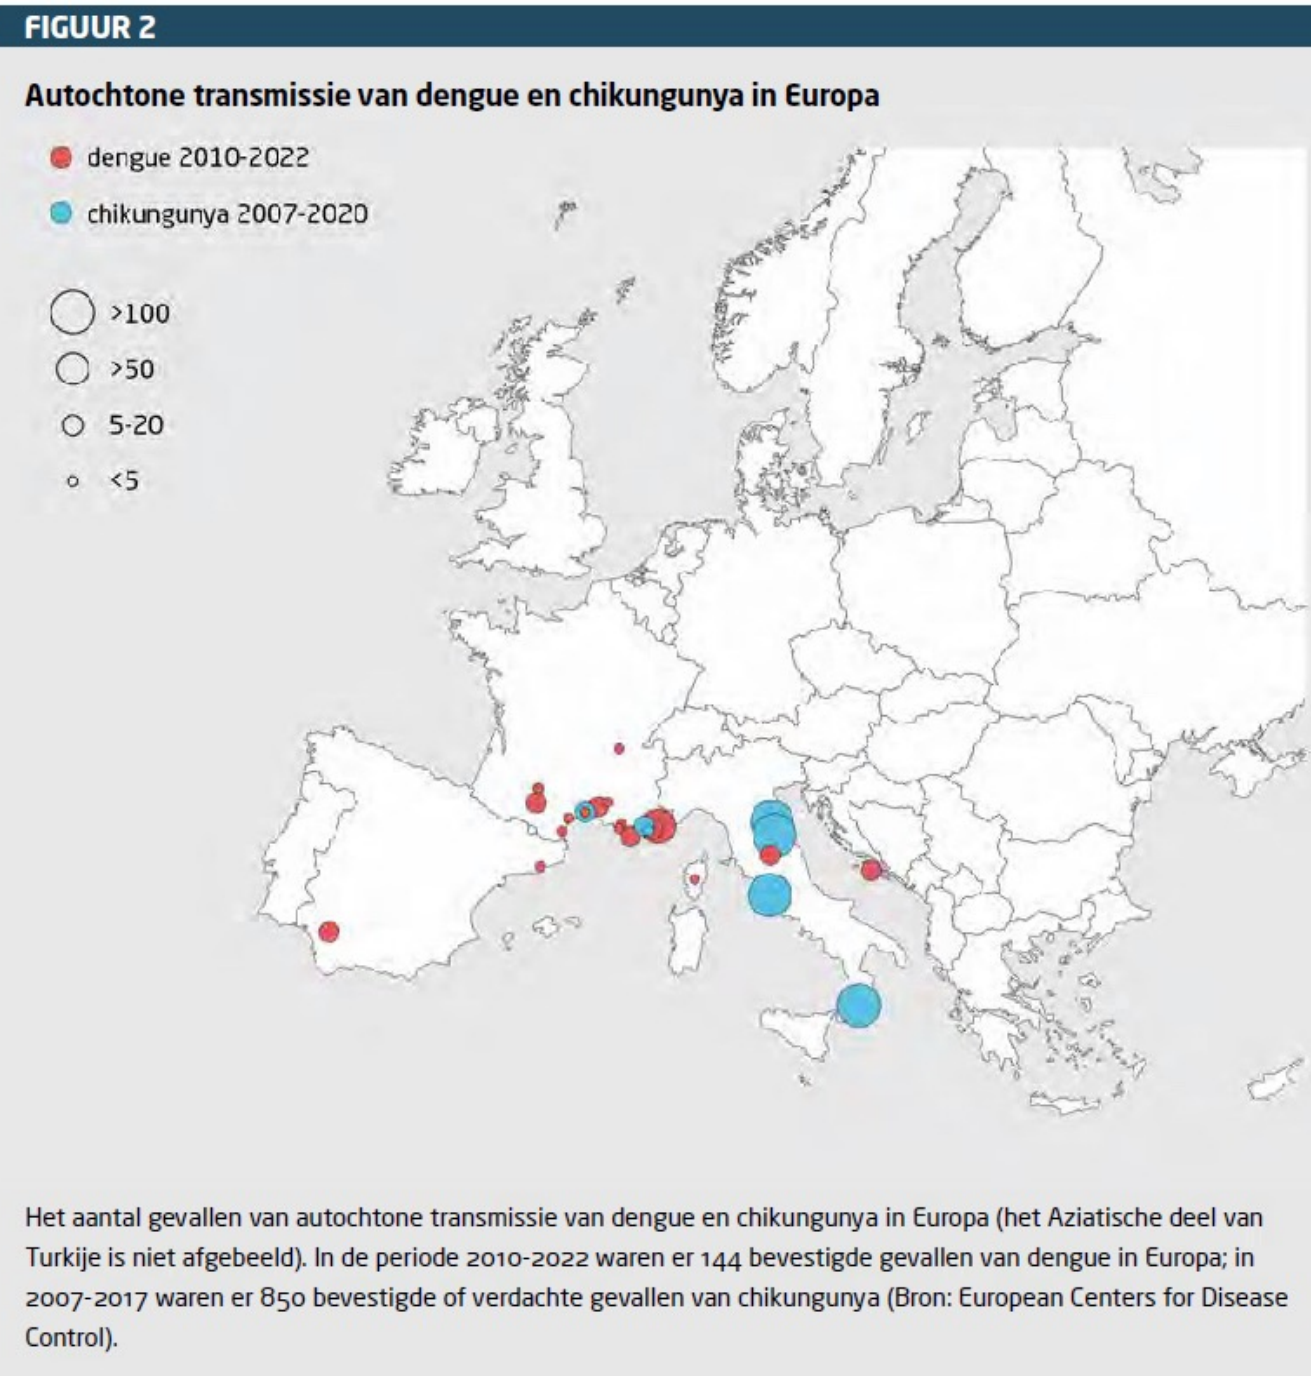 FIGUUR 2
Autochtone transmissie van dengue en chikungunya in Europa
dengue 2010-2022
chikungunya 2007-2020
>100
>50
5-20
<5
Het aantal gevallen van autochtone transmissie van dengue en chikungunya in Europa (het Aziatische deel van
Turkije is niet afgebeeld). In de periode 2010-2022 waren er 144 bevestigde gevallen van dengue in Europa; in
2007-2017 waren er 850 bevestigde of verdachte gevallen van chikungunya (Bron: European Centers for Disease
Control).